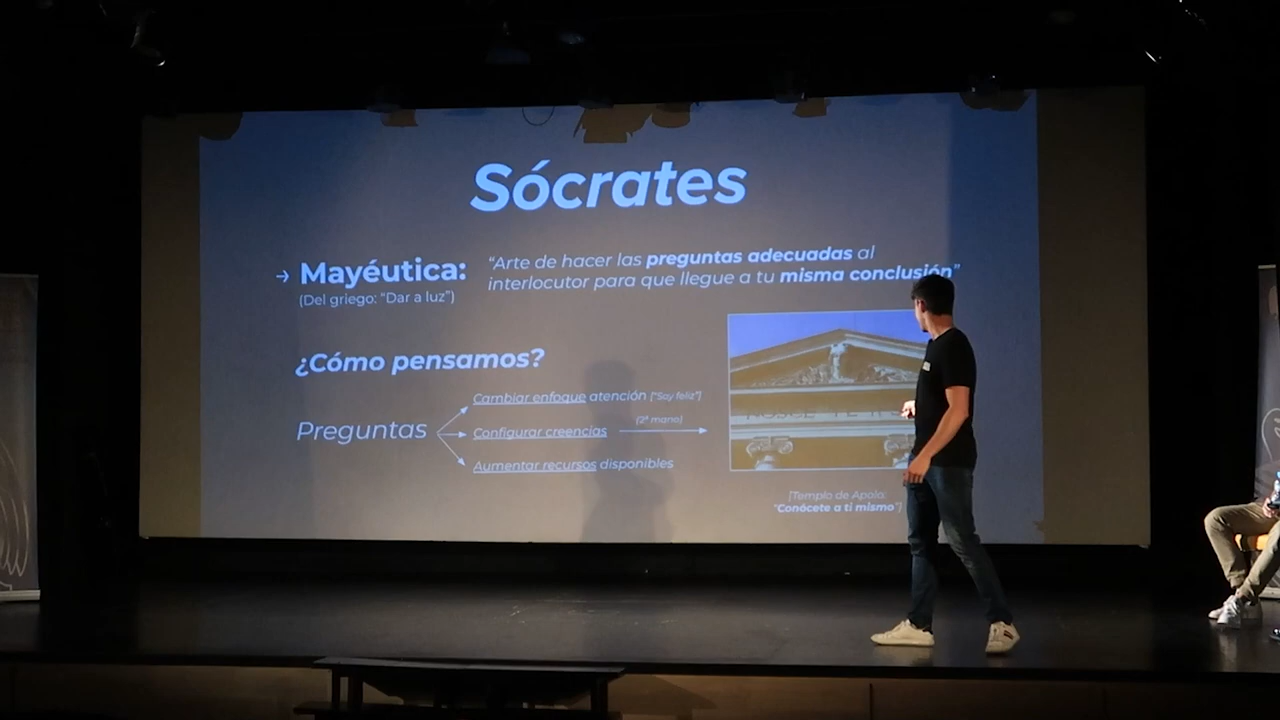 Sócrates
→ Mayéutica:
(Del griego: "Dar a luz")
"Arte de hacer las preguntas adecuadas al
interlocutor para que llegue a tu misma conclusión"
¿Cómo pensamos?
Preguntas
Cambiar enfoque atención ("Soy feliz")
Configurar creencias
(2ª mano)
Aumentar recursos disponibles
NOSCE TE
(Templo de Apolo:
"Conócete a ti mismo")